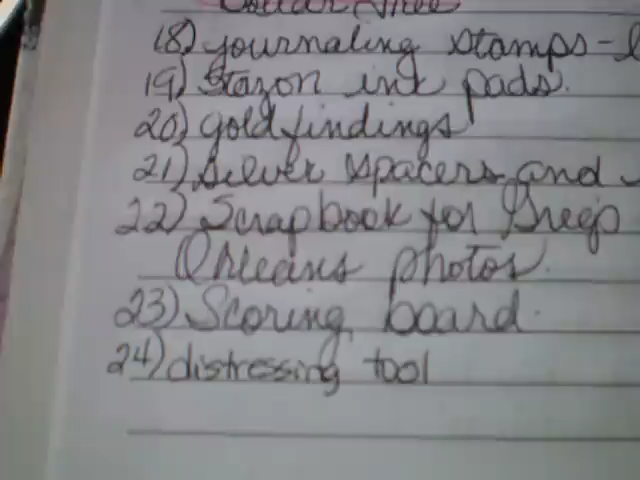 18) journaling stamps-
19) Stazon ink pads.
20) gold findings
21) silver spacers and
22) Scrapbook for Greg's
Orleans photos.
23) Scoring board.
24) distressing tool